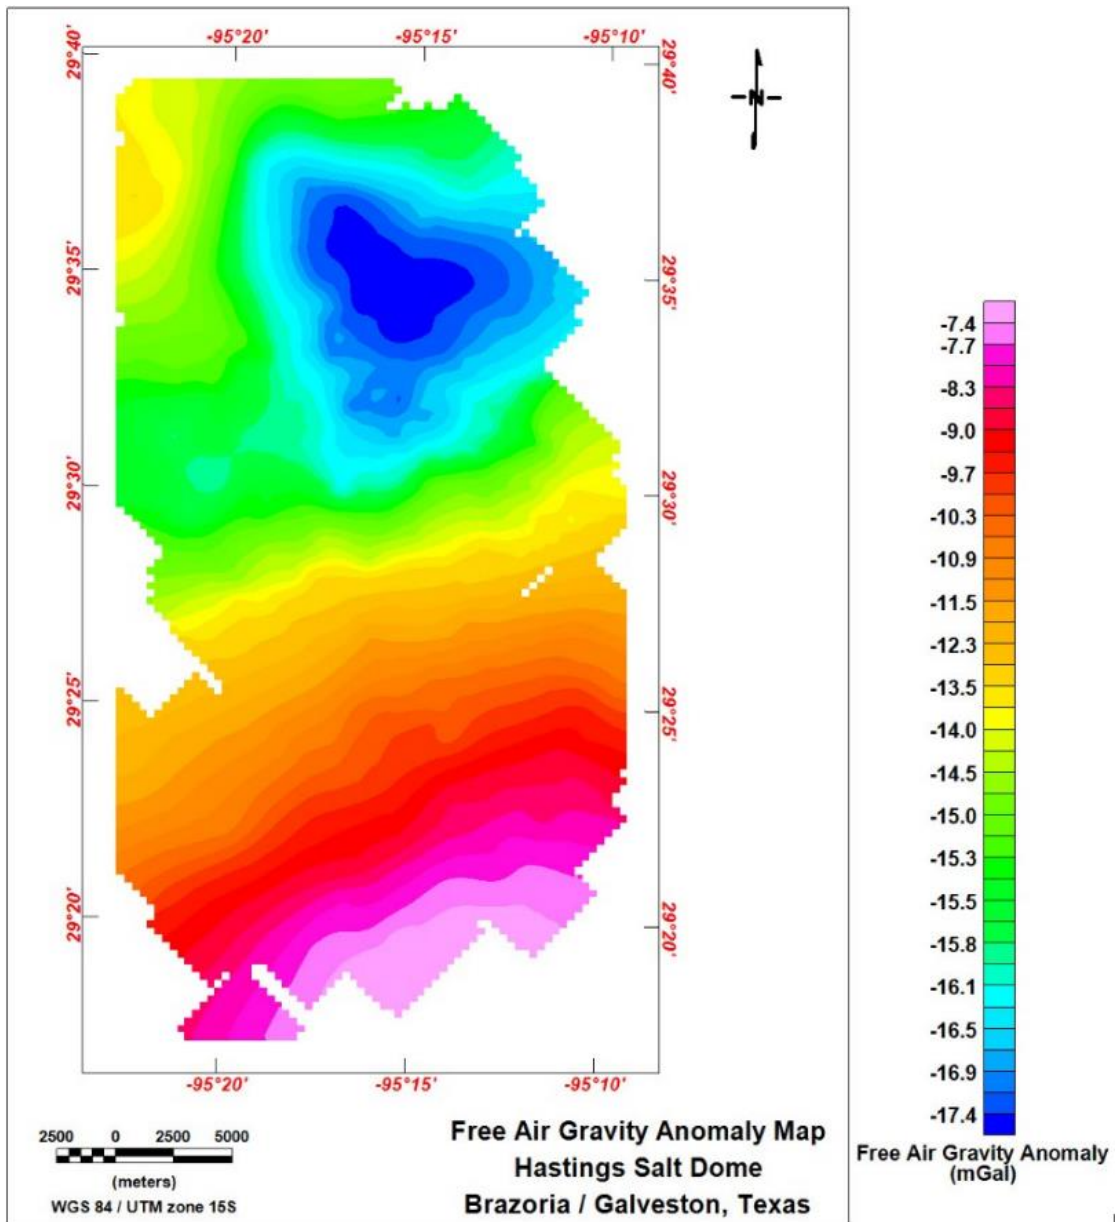 -95°20' -95°15' -95°10'
29°40' 29°40'
N
29°35' 29°35'
29°30' 29°30'
29°25' 29°25'
29°20' 29°20'
-95°20' -95°15' -95°10'
-7.4
-7.7
-8.3
-9.0
-9.7
-10.3
-10.9
-11.5
-12.3
-13.5
-14.0
-14.5
-15.0
-15.3
-15.5
-15.8
-16.1
-16.5
-16.9
-17.4
Free Air Gravity Anomaly
(mGal)
2500 0 2500 5000
(meters)
WGS 84 / UTM zone 15S
Free Air Gravity Anomaly Map
Hastings Salt Dome
Brazoria / Galveston, Texas